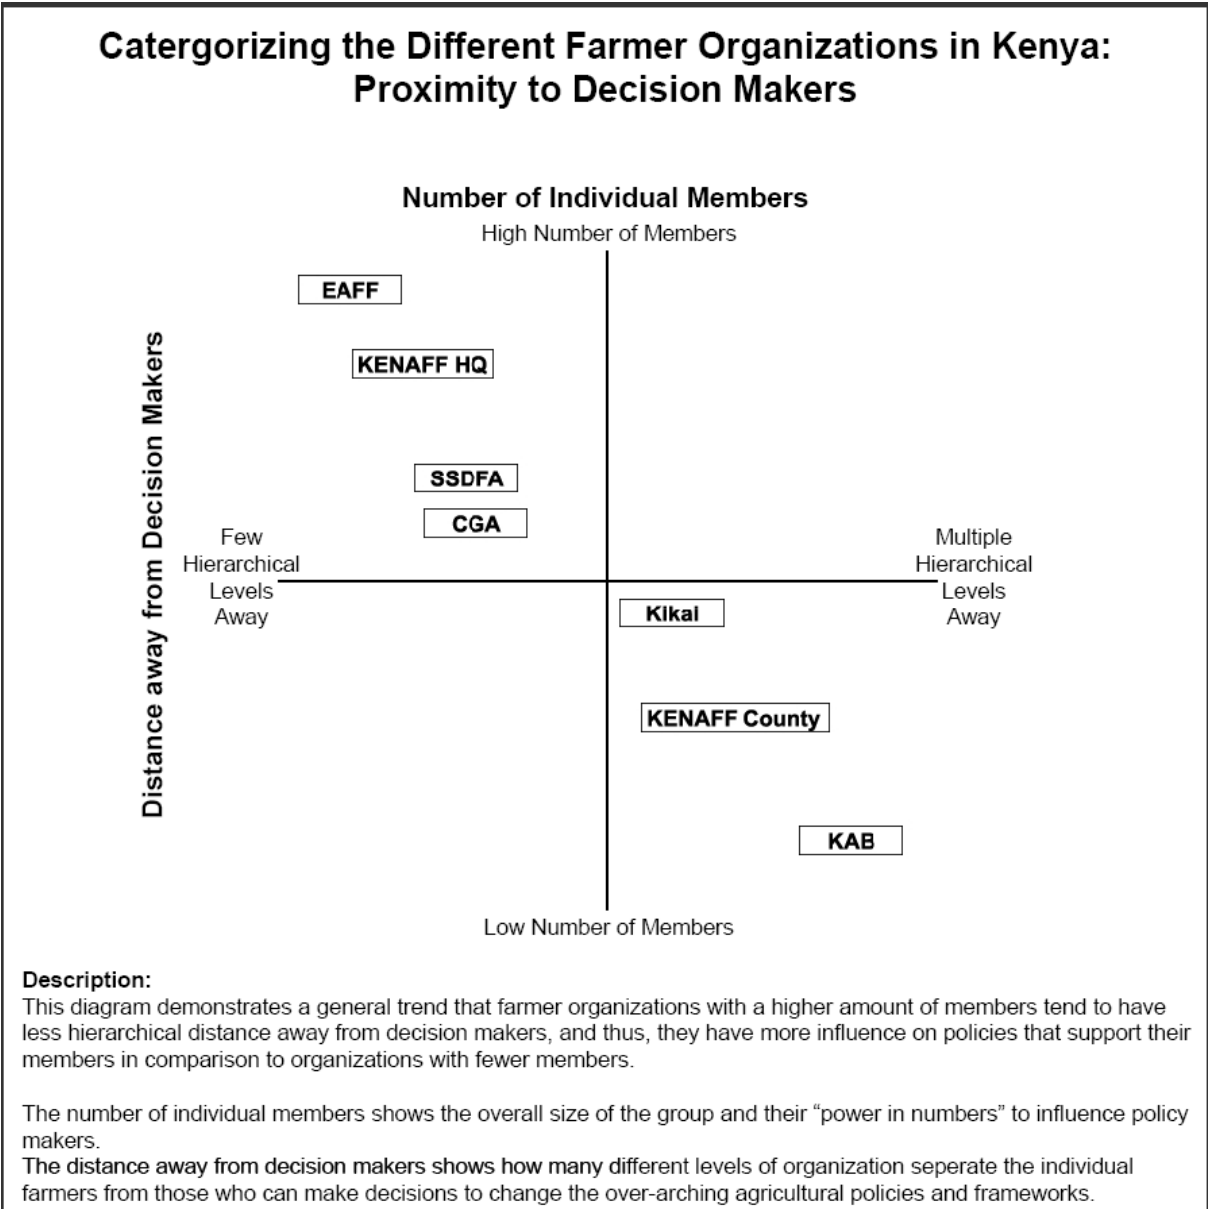 Catergorizing the Different Farmer Organizations in Kenya:
Proximity to Decision Makers
Number of Individual Members
High Number of Members
EAFF
KENAFF HQ
Distance away from Decision Makers
SSDFA
CGA
Few
Hierarchical
Levels
Away
Multiple
Hierarchical
Levels
Away
Kikai
KENAFF County
KAB
Low Number of Members
Description:
This diagram demonstrates a general trend that farmer organizations with a higher amount of members tend to have
less hierarchical distance away from decision makers, and thus, they have more influence on policies that support their
members in comparison to organizations with fewer members.
The number of individual members shows the overall size of the group and their “power in numbers” to influence policy
makers.
The distance away from decision makers shows how many different levels of organization seperate the individual
farmers from those who can make decisions to change the over-arching agricultural policies and frameworks.